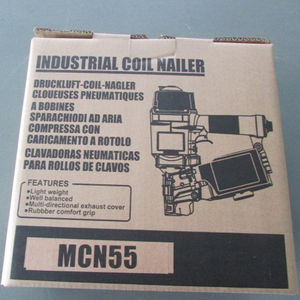 INDUSTRIAL COIL NAILER
DRUCKLUFT-COIL-NAGLER
CLOUEUSES PNEUMATIQUES
A BOBINES
SPARACHIODI AD ARIA
COMPRESSA CON
CARICAMENTO A ROTOLO
CLAVADORAS NEUMATICAS
PARA ROLLOS DE CLAVOS
FEATURES
Light weight
Well balanced
Multi-directional exhaust cover
Rubbber comfort grip
MCN55